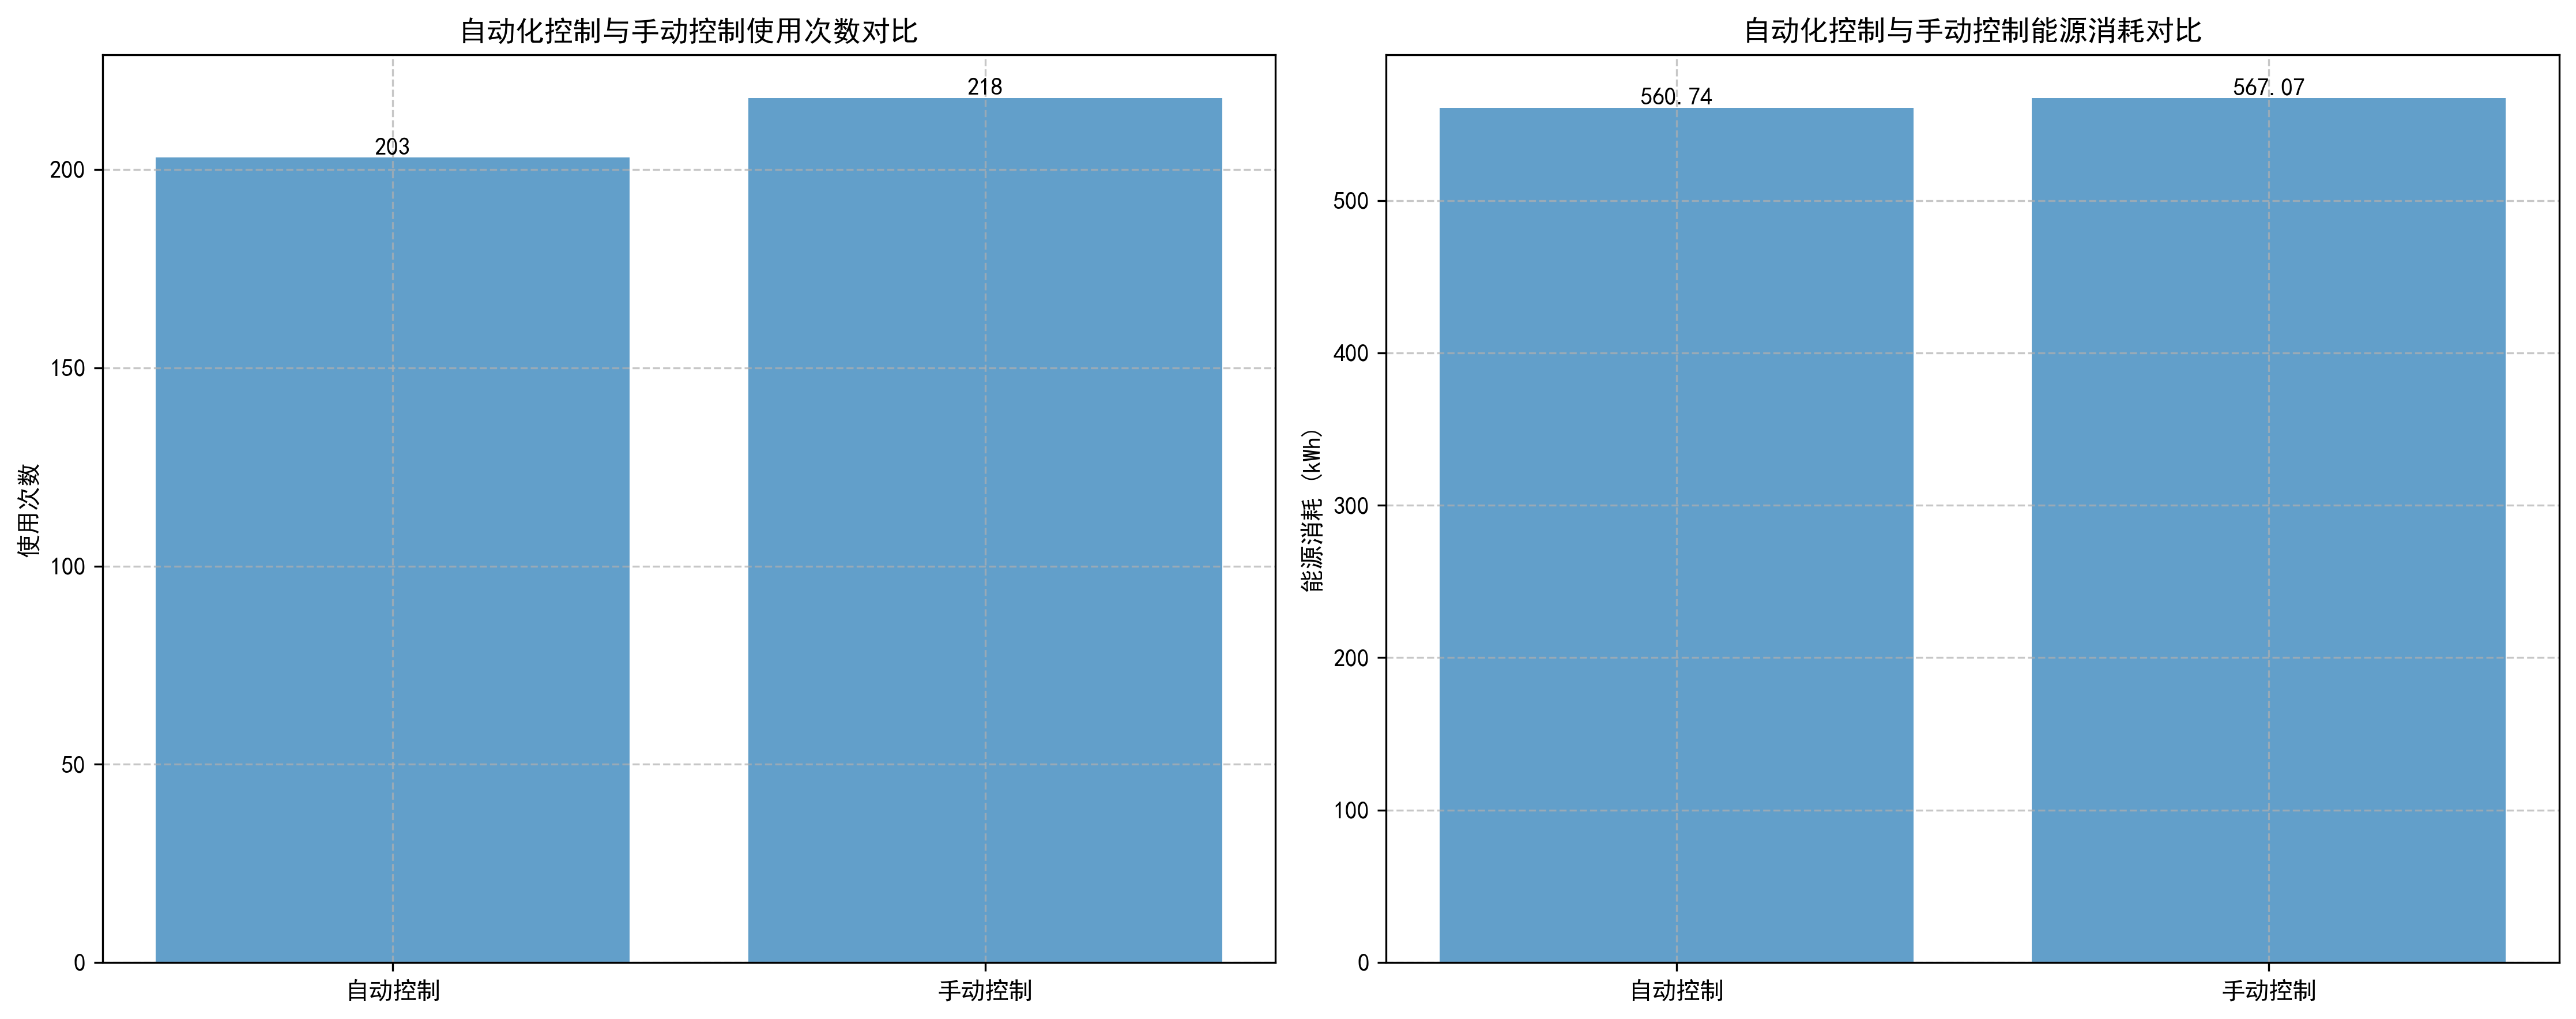 自动化控制与手动控制使用次数对比
218
203
200
150
100
50
0
使用次数
自动控制
手动控制
自动化控制与手动控制能源消耗对比
560.74
567.07
500
400
300
200
100
0
能源消耗 (kWh)
自动控制
手动控制